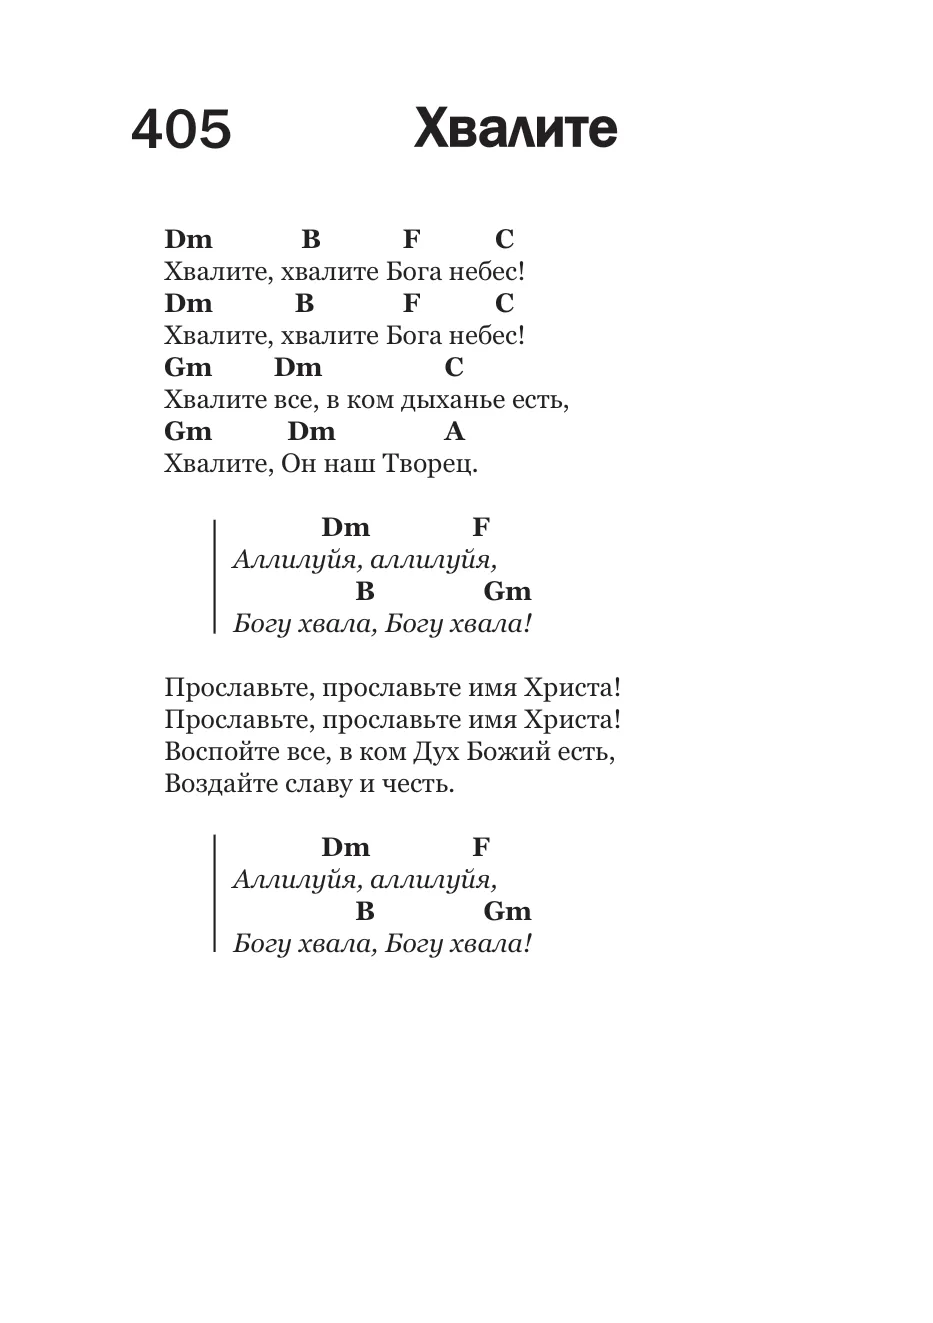 405 Хвалите
Dm B F C
Хвалите, хвалите Бога небес!
Dm B F C
Хвалите, хвалите Бога небес!
Gm Dm C
Хвалите все, в ком дыханье есть,
Gm Dm A
Хвалите, Он наш Творец.
Dm F
Аллилуйя, аллилуйя,
B Gm
Богу хвала, Богу хвала!
Прославьте, прославьте имя Христа!
Прославьте, прославьте имя Христа!
Воспойте все, в ком Дух Божий есть,
Воздайте славу и честь.
Dm F
Аллилуйя, аллилуйя,
B Gm
Богу хвала, Богу хвала!